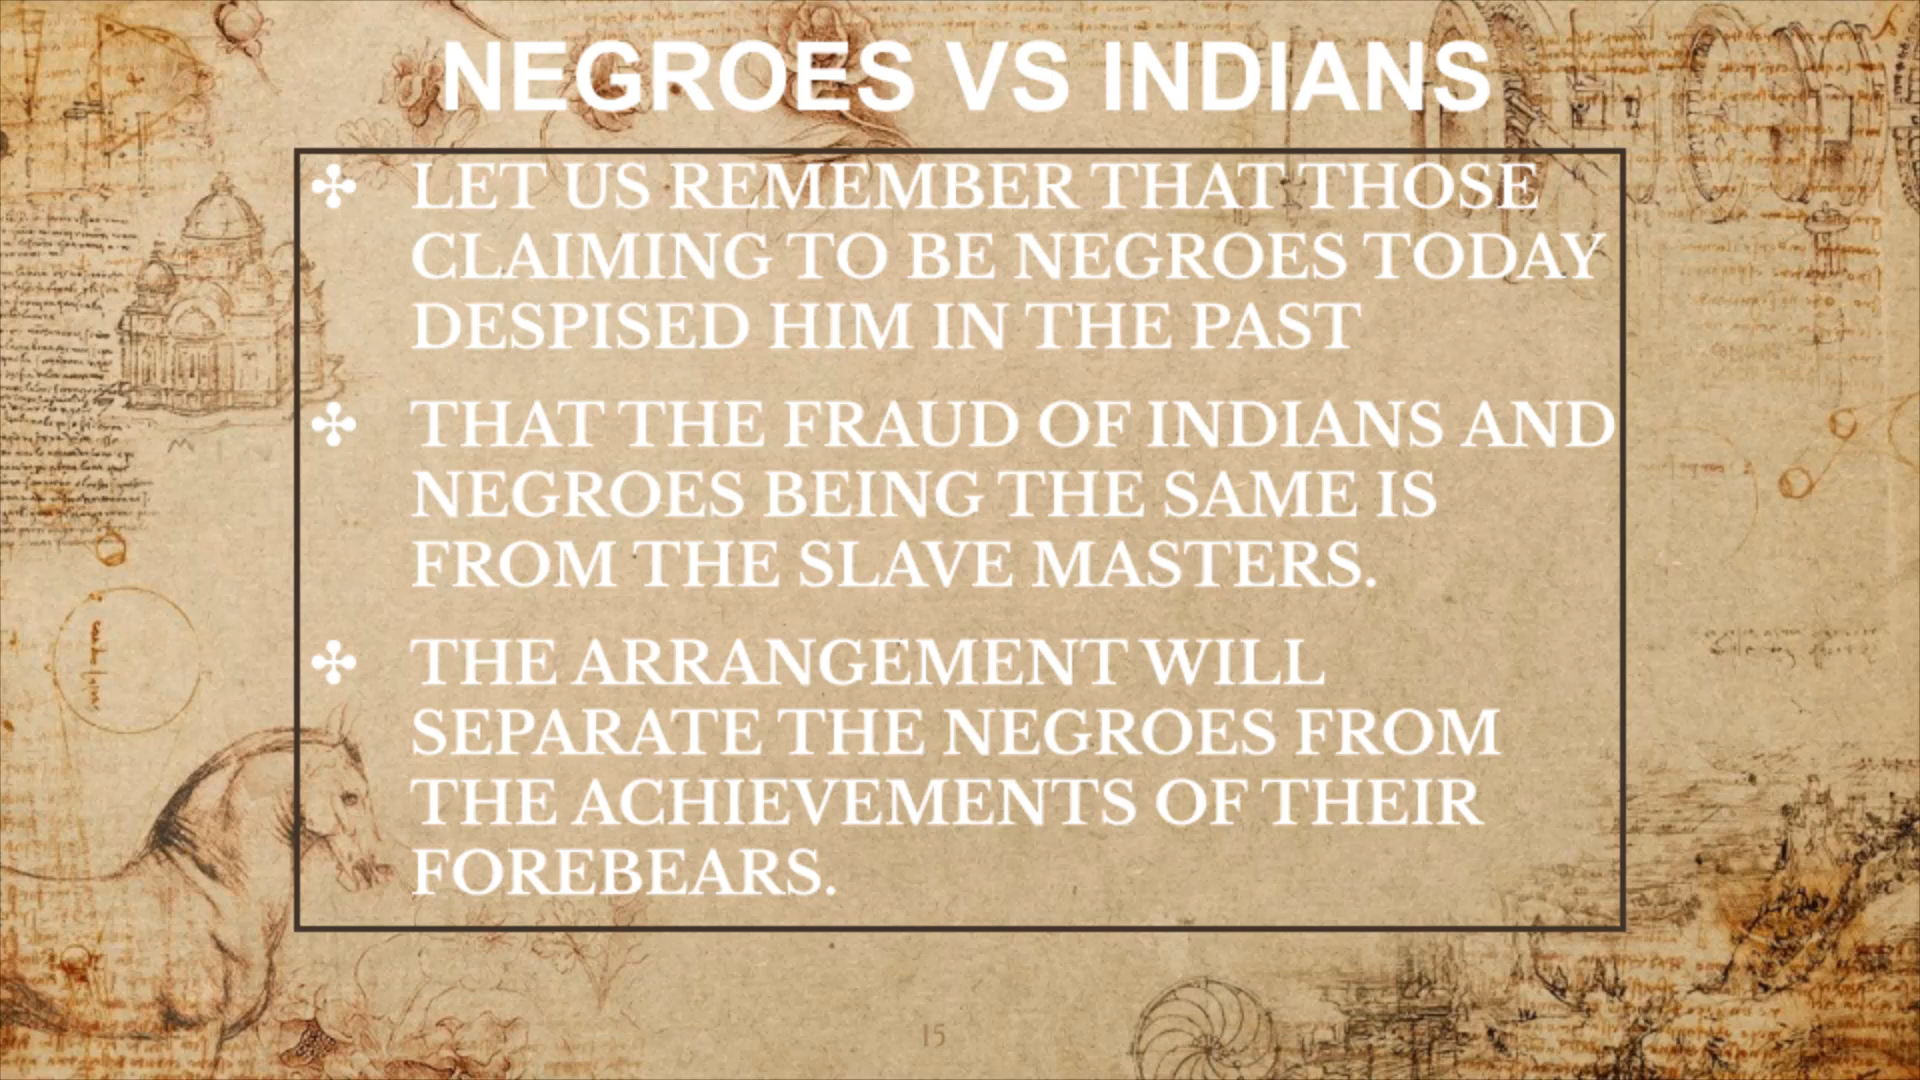 NEGROES VS INDIANS
✣ LET US REMEMBER THAT THOSE
CLAIMING TO BE NEGROES TODAY
DESPISED HIM IN THE PAST
✣ THAT THE FRAUD OF INDIANS AND
NEGROES BEING THE SAME IS
FROM THE SLAVE MASTERS.
✣ THE ARRANGEMENT WILL
SEPARATE THE NEGROES FROM
THE ACHIEVEMENTS OF THEIR
FOREBEARS.
15